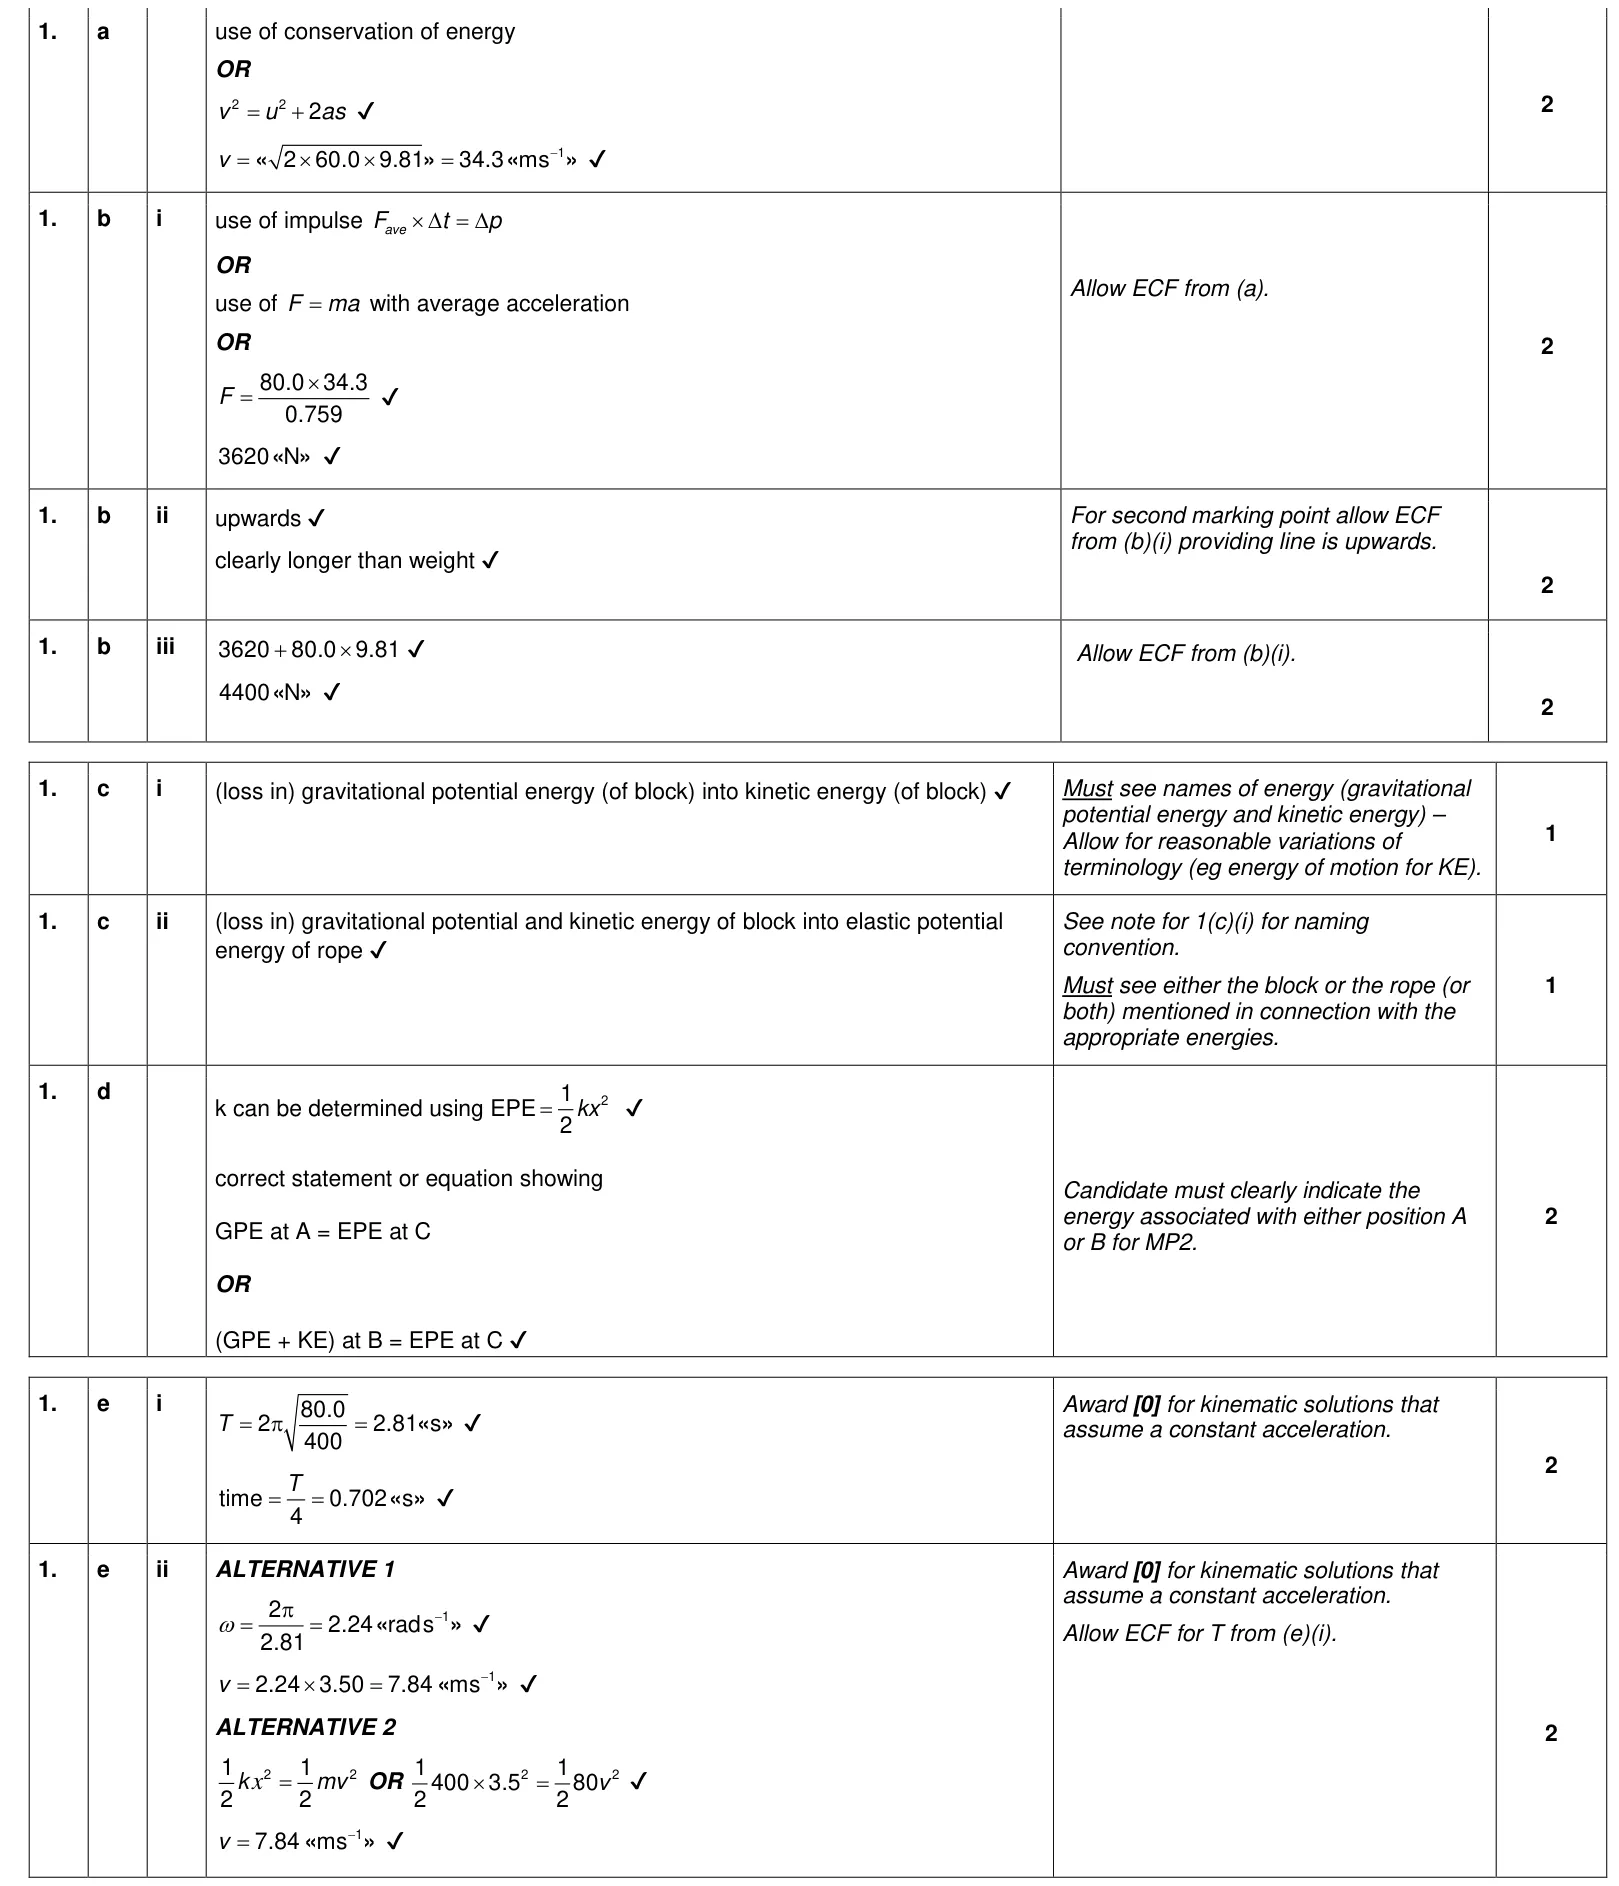 1. a use of conservation of energy
OR
v² = u² + 2as ✓
2
v = «√2×60.0×9.81» = 34.3 «ms⁻¹» ✓
1. b i use of impulse F_ave × Δt = Δp
OR
Allow ECF from (a).
use of F = ma with average acceleration
OR
2
F = 80.0×34.3/0.759 ✓
3620 «N» ✓
1. b ii upwards ✓
clearly longer than weight ✓
For second marking point allow ECF
from (b)(i) providing line is upwards.
2
1. b iii 3620 + 80.0 × 9.81 ✓
4400 «N» ✓
Allow ECF from (b)(i).
2
1. c i (loss in) gravitational potential energy (of block) into kinetic energy (of block) ✓
Must see names of energy (gravitational
potential energy and kinetic energy) –
Allow for reasonable variations of
terminology (eg energy of motion for KE).
1
1. c ii (loss in) gravitational potential and kinetic energy of block into elastic potential
energy of rope ✓
See note for 1(c)(i) for naming
convention.
Must see either the block or the rope (or
both) mentioned in connection with the
appropriate energies.
1
1. d
k can be determined using EPE = 1/2 kx² ✓
correct statement or equation showing
GPE at A = EPE at C
OR
(GPE + KE) at B = EPE at C ✓
Candidate must clearly indicate the
energy associated with either position A
or B for MP2.
2
1. e i
T = 2π√80.0/400 = 2.81 «s» ✓
time = T/4 = 0.702 «s» ✓
Award [0] for kinematic solutions that
assume a constant acceleration.
2
1. e ii ALTERNATIVE 1
ω = 2π/2.81 = 2.24 «rad s⁻¹» ✓
v = 2.24 × 3.50 = 7.84 «ms⁻¹» ✓
ALTERNATIVE 2
1/2 kx² = 1/2 mv² OR 1/2 400 × 3.5² = 1/2 80v² ✓
v = 7.84 «ms⁻¹» ✓
Award [0] for kinematic solutions that
assume a constant acceleration.
Allow ECF for T from (e)(i).
2